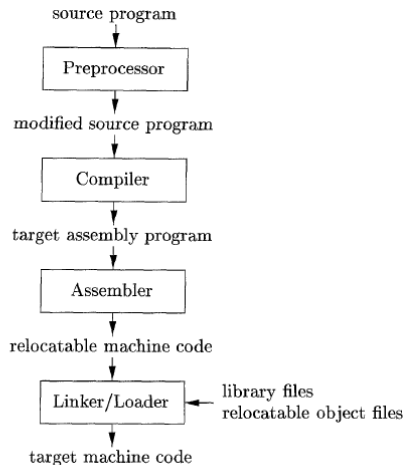 source program
Preprocessor
modified source program
Compiler
target assembly program
Assembler
relocatable machine code
Linker/Loader
library files
relocatable object files
target machine code